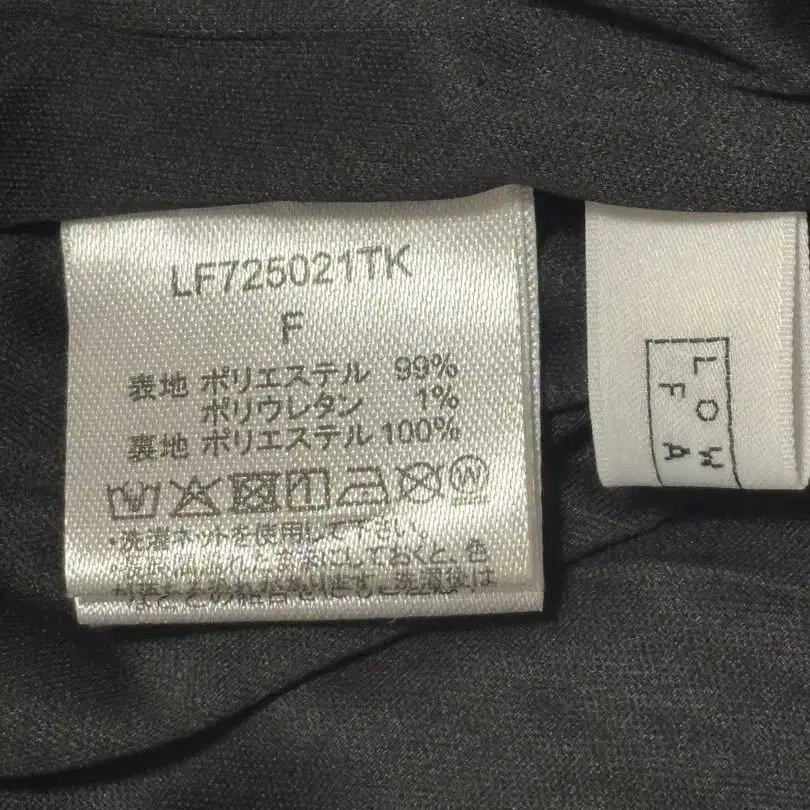 LF725021TK
F
表地 ポリエステル 99%
ポリウレタン 1%
裏地 ポリエステル 100%
W
・洗濯ネットを使用して下さい。
LOW
FA